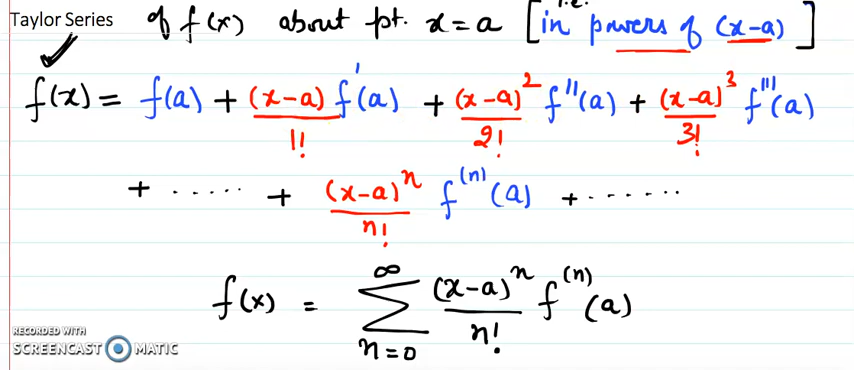 Taylor Series of f(x) about pt. x=a [in powers of (x-a)]
f(x) = f(a) + (x-a)/1! f'(a) + (x-a)²/2! f''(a) + (x-a)³/3! f'''(a)
+ ..... + (x-a)ⁿ/n! f⁽ⁿ⁾(a) + .......
f(x) = ∞∑n=0 (x-a)ⁿ/n! f⁽ⁿ⁾(a)
RECORDED WITH
SCREENCAST MATIC